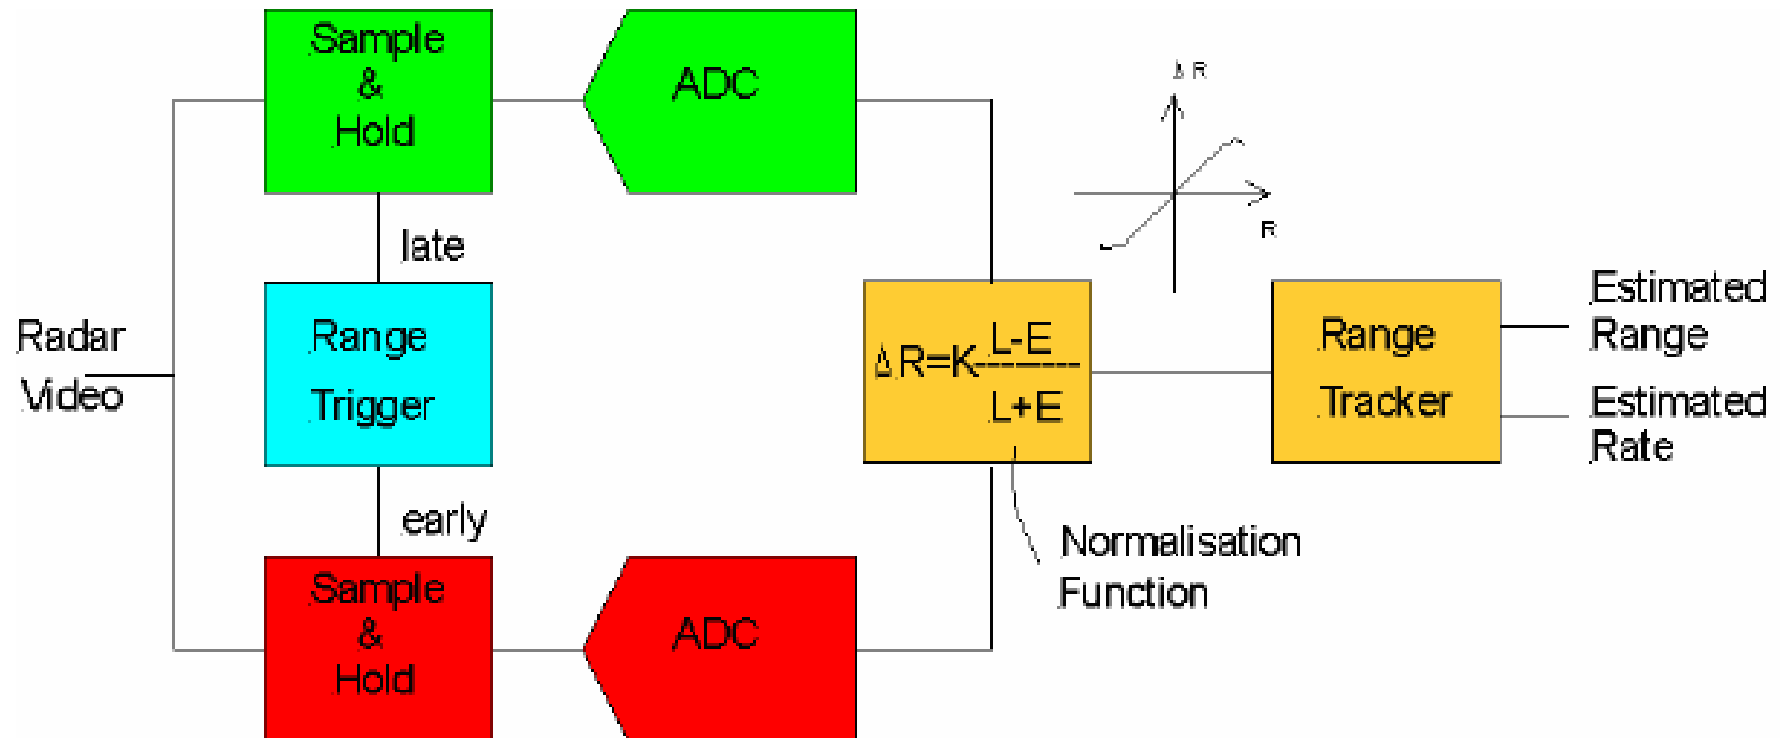 Sample
&
Hold
ADC
Δ R
R
late
Radar
Video
Range
Trigger
ΔR=K
L-E
--------
L+E
Range
Tracker
Estimated
Range
Estimated
Rate
early
Normalisation
Function
Sample
&
Hold
ADC